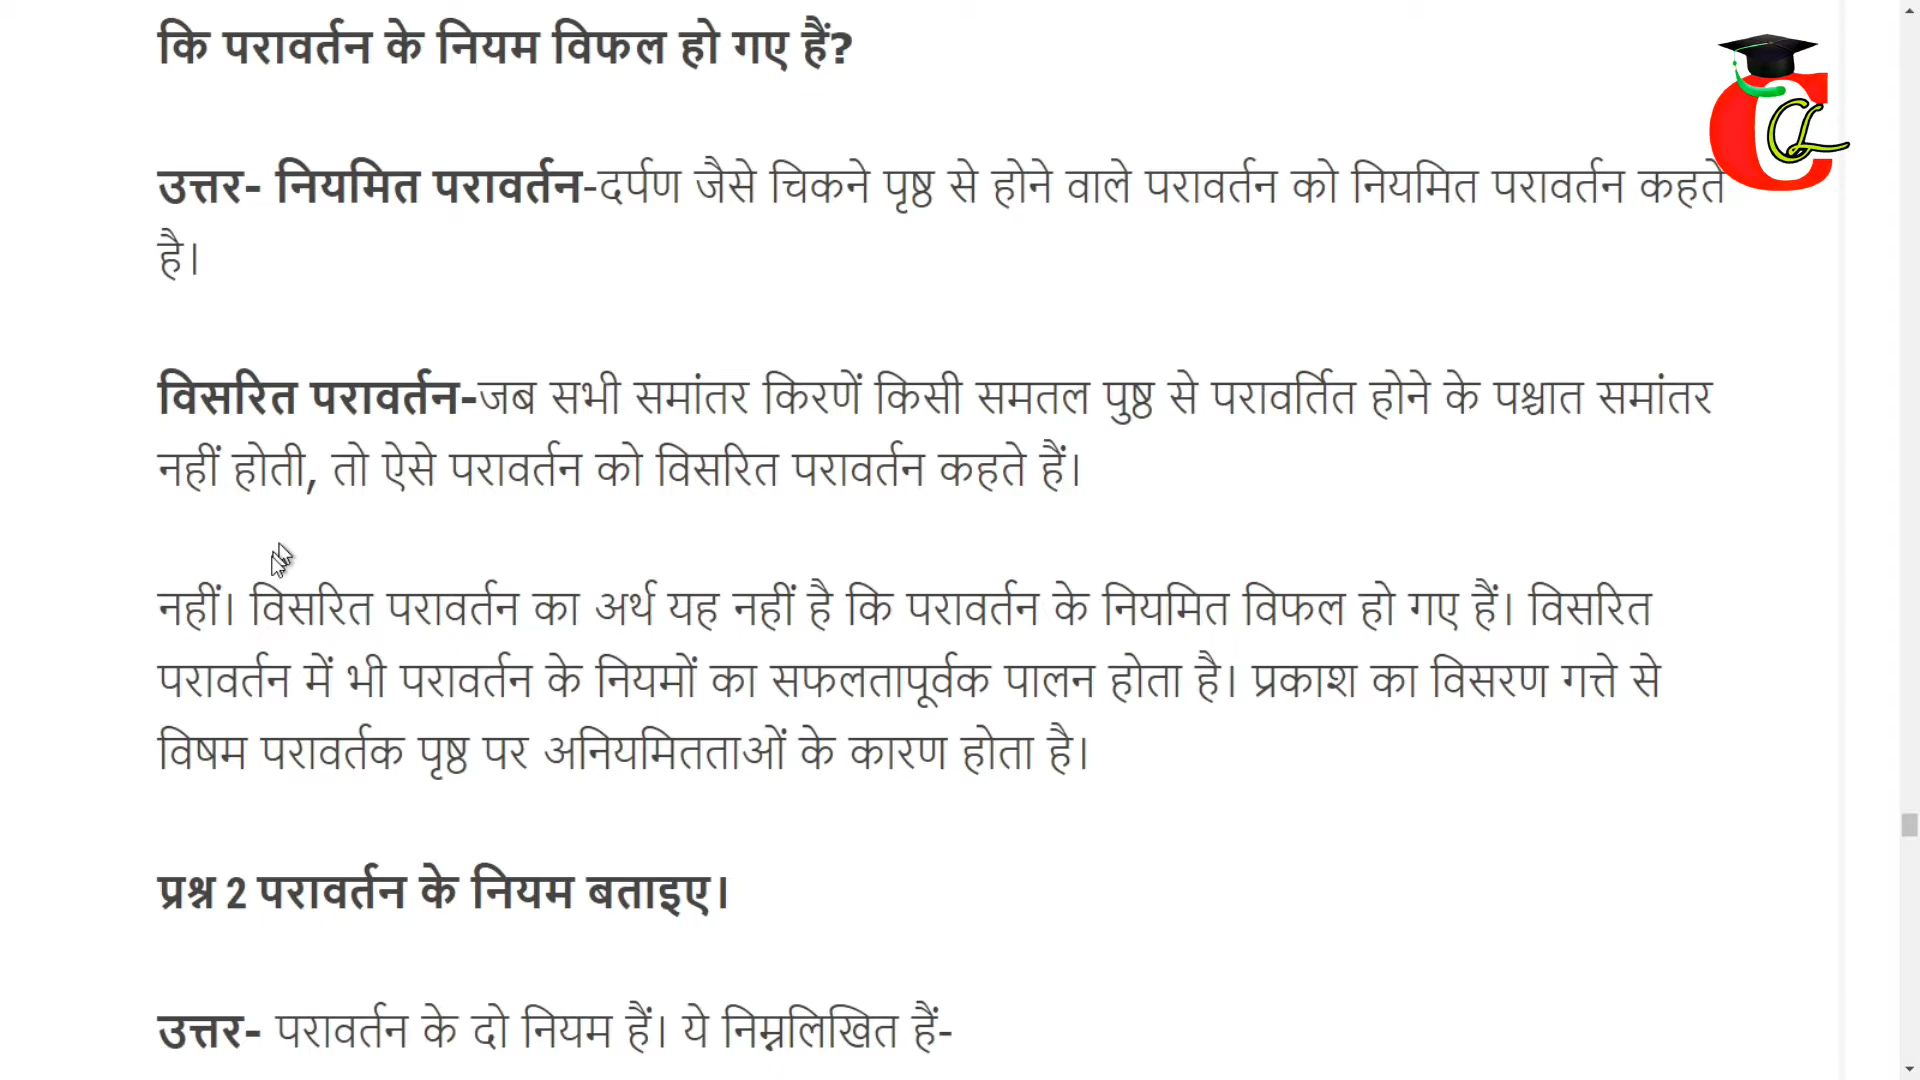 कि परावर्तन के नियम विफल हो गए हैं?
उत्तर- नियमित परावर्तन-दर्पण जैसे चिकने पृष्ठ से होने वाले परावर्तन को नियमित परावर्तन कहते
है।
विसरित परावर्तन-जब सभी समांतर किरणें किसी समतल पुष्ठ से परावर्तित होने के पश्चात समांतर
नहीं होती, तो ऐसे परावर्तन को विसरित परावर्तन कहते हैं।
नहीं। विसरित परावर्तन का अर्थ यह नहीं है कि परावर्तन के नियमित विफल हो गए हैं। विसरित
परावर्तन में भी परावर्तन के नियमों का सफलतापूर्वक पालन होता है। प्रकाश का विसरण गत्ते से
विषम परावर्तक पृष्ठ पर अनियमितताओं के कारण होता है।
प्रश्न 2 परावर्तन के नियम बताइए।
उत्तर- परावर्तन के दो नियम हैं। ये निम्नलिखित हैं-
C CL